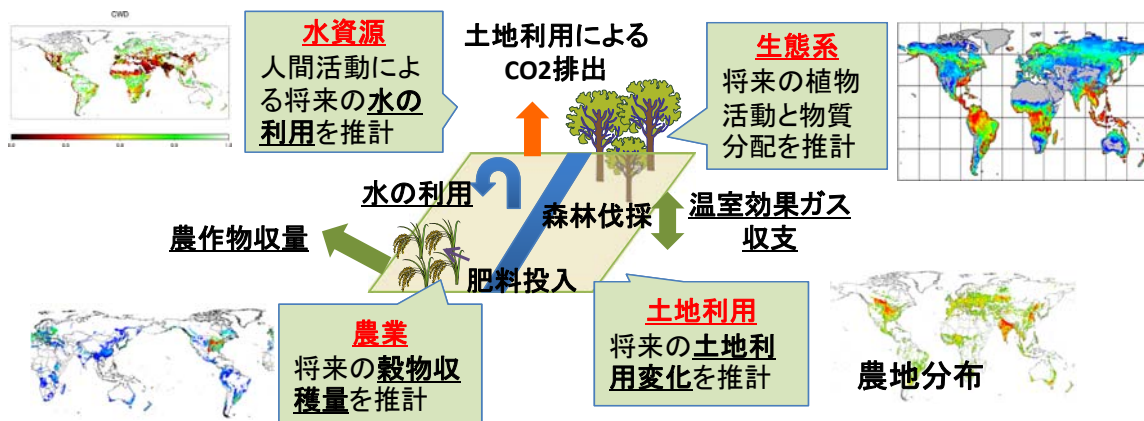 CWD
0.0
1.0
水資源
人間活動によ
る将来の水の
利用を推計
土地利用による
CO2排出
生態系
将来の植物
活動と物質
分配を推計
水の利用
森林伐採
温室効果ガス
収支
農作物収量
肥料投入
農業
将来の穀物収
穫量を推計
土地利用
将来の土地利
用変化を推計
農地分布